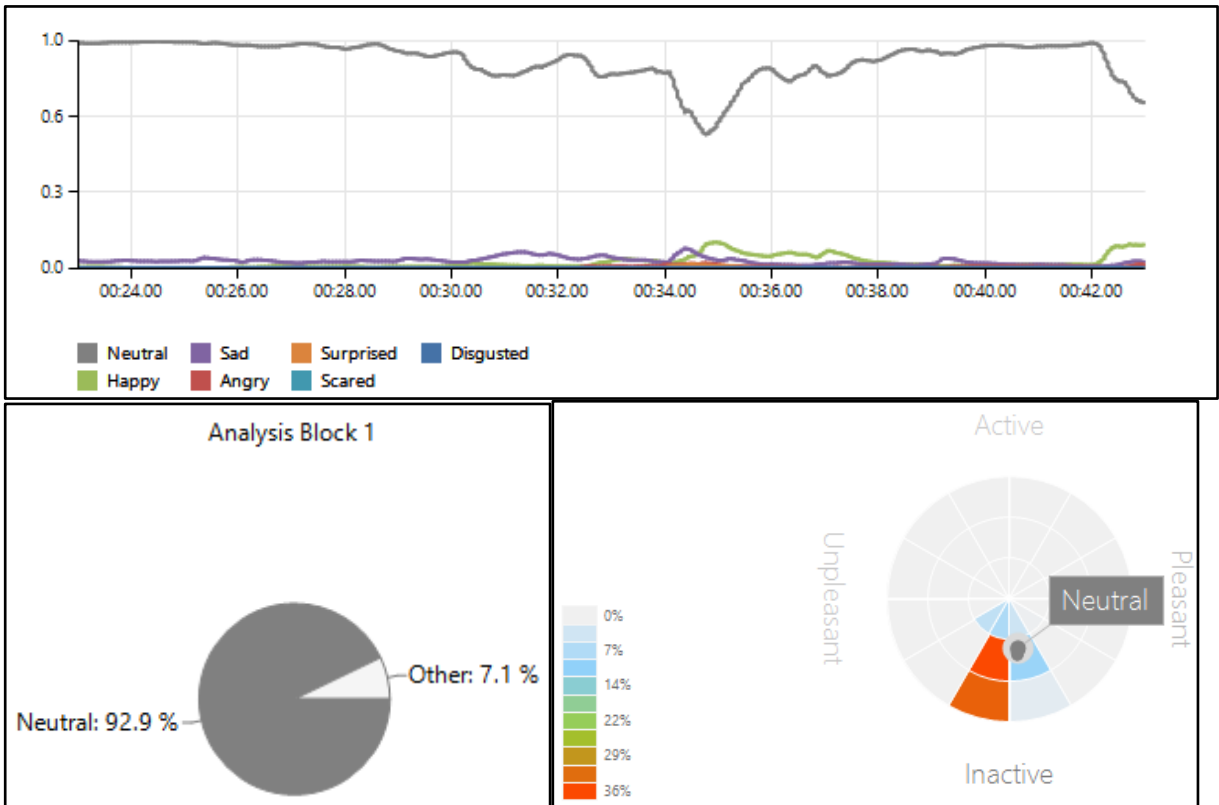 1.0
0.6
0.3
0.0
00:24.00 00:26.00 00:28.00 00:30.00 00:32.00 00:34.00 00:36.00 00:38.00 00:40.00 00:42.00
Neutral Sad Surprised Disgusted
Happy Angry Scared
Analysis Block 1
Other: 7.1 %
Neutral: 92.9 %
Active
Unpleasant
Pleasant
Neutral
Inactive
0%
7%
14%
22%
29%
36%